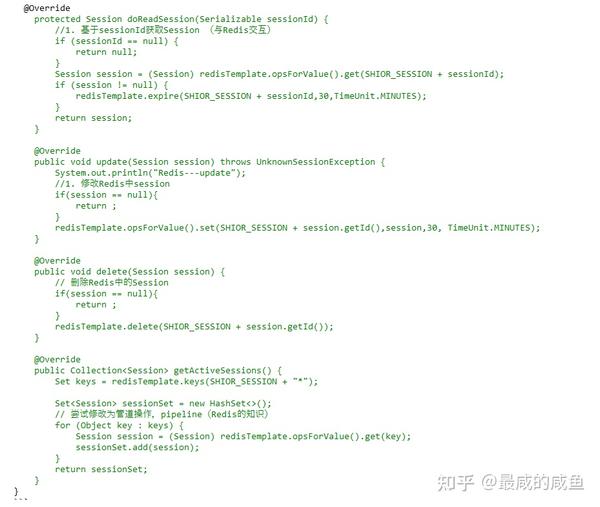 @Override
    protected Session doReadSession(Serializable sessionId) {
        //1. 基于sessionId获取Session （与Redis交互）
        if (sessionId == null) {
            return null;
        }
        Session session = (Session) redisTemplate.opsForValue().get(SHIOR_SESSION + sessionId);
        if (session != null) {
            redisTemplate.expire(SHIOR_SESSION + sessionId,30,TimeUnit.MINUTES);
        }
        return session;
    }

    @Override
    public void update(Session session) throws UnknownSessionException {
        System.out.println("Redis---update");
        //1. 修改Redis中session
        if(session == null){
            return ;
        }
        redisTemplate.opsForValue().set(SHIOR_SESSION + session.getId(),session,30, TimeUnit.MINUTES);
    }

    @Override
    public void delete(Session session) {
        // 删除Redis中的Session
        if(session == null){
            return ;
        }
        redisTemplate.delete(SHIOR_SESSION + session.getId());
    }

    @Override
    public Collection<Session> getActiveSessions() {
        Set keys = redisTemplate.keys(SHIOR_SESSION + "*");

        Set<Session> sessionSet = new HashSet<>();
        // 尝试修改为管道操作，pipeline（Redis的知识）
        for (Object key : keys) {
            Session session = (Session) redisTemplate.opsForValue().get(key);
            sessionSet.add(session);
        }
        return sessionSet;
    }
}
```
知乎 @最咸的咸鱼